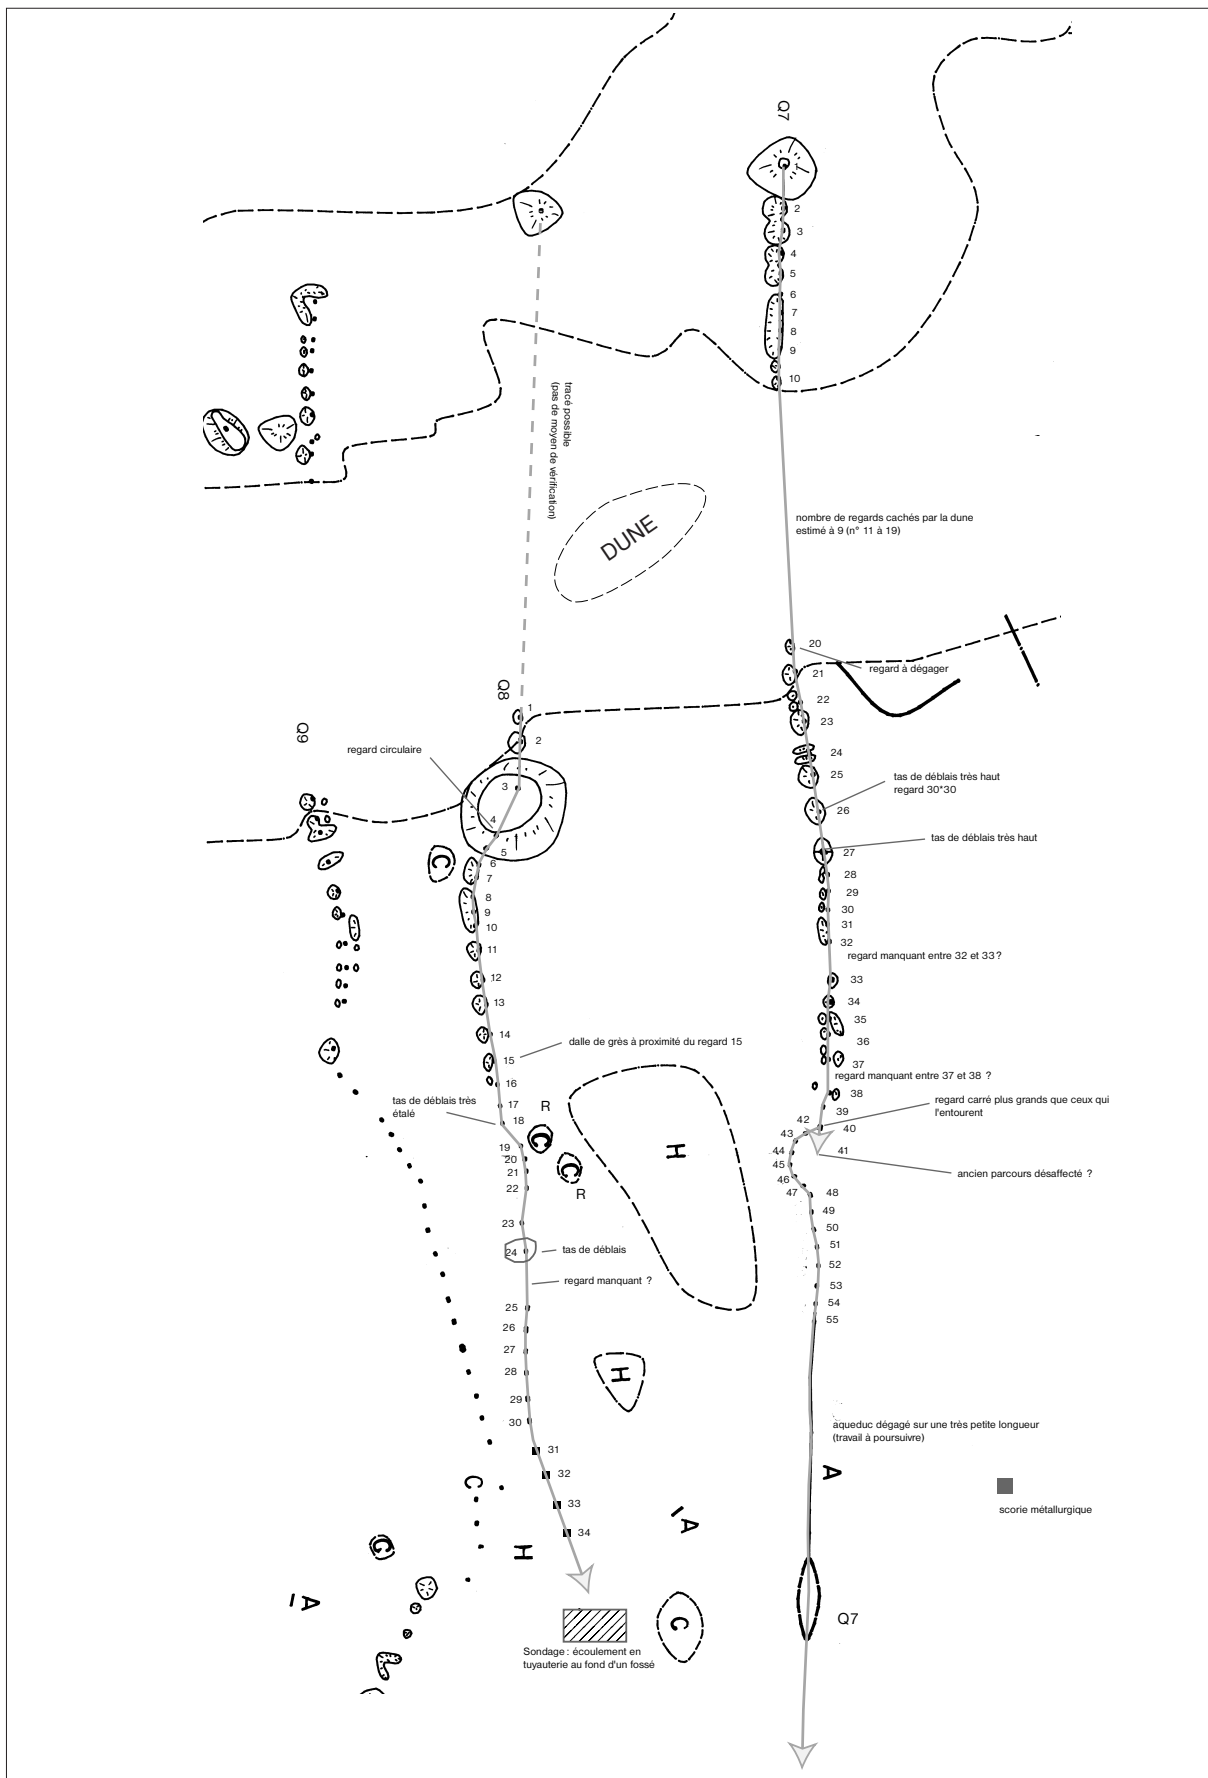 Q7
2
3
4
5
6
7
8
9
10
tracé possible
(pas de moyen de vérification)
DUNE
nombre de regards cachés par la dune
estimé à 9 (n° 11 à 19)
20
regard à dégager
21
22
23
24
25
tas de déblais très haut
regard 30*30
26
tas de déblais très haut
27
28
29
30
31
32
regard manquant entre 32 et 33 ?
33
34
35
36
37
regard manquant entre 37 et 38 ?
38
regard carré plus grands que ceux qui
l'entourent
39
40
41
42
43
44
45
46
47
ancien parcours désaffecté ?
48
49
50
51
52
53
54
55
aqueduc dégagé sur une très petite longueur
(travail à poursuivre)
A
scorie métallurgique
Q7
Q8
1
2
regard circulaire
3
4
5
6
7
C
8
9
10
11
12
13
14
dalle de grès à proximité du regard 15
15
16
17
tas de déblais très
étalé
18
R
C
19
20
C
21
R
22
H
23
24
tas de déblais
regard manquant ?
25
26
27
28
H
29
30
31
32
33
34
C
H
A
C
Sondage : écoulement en
tuyauterie au fond d'un fossé
Q9
C
A